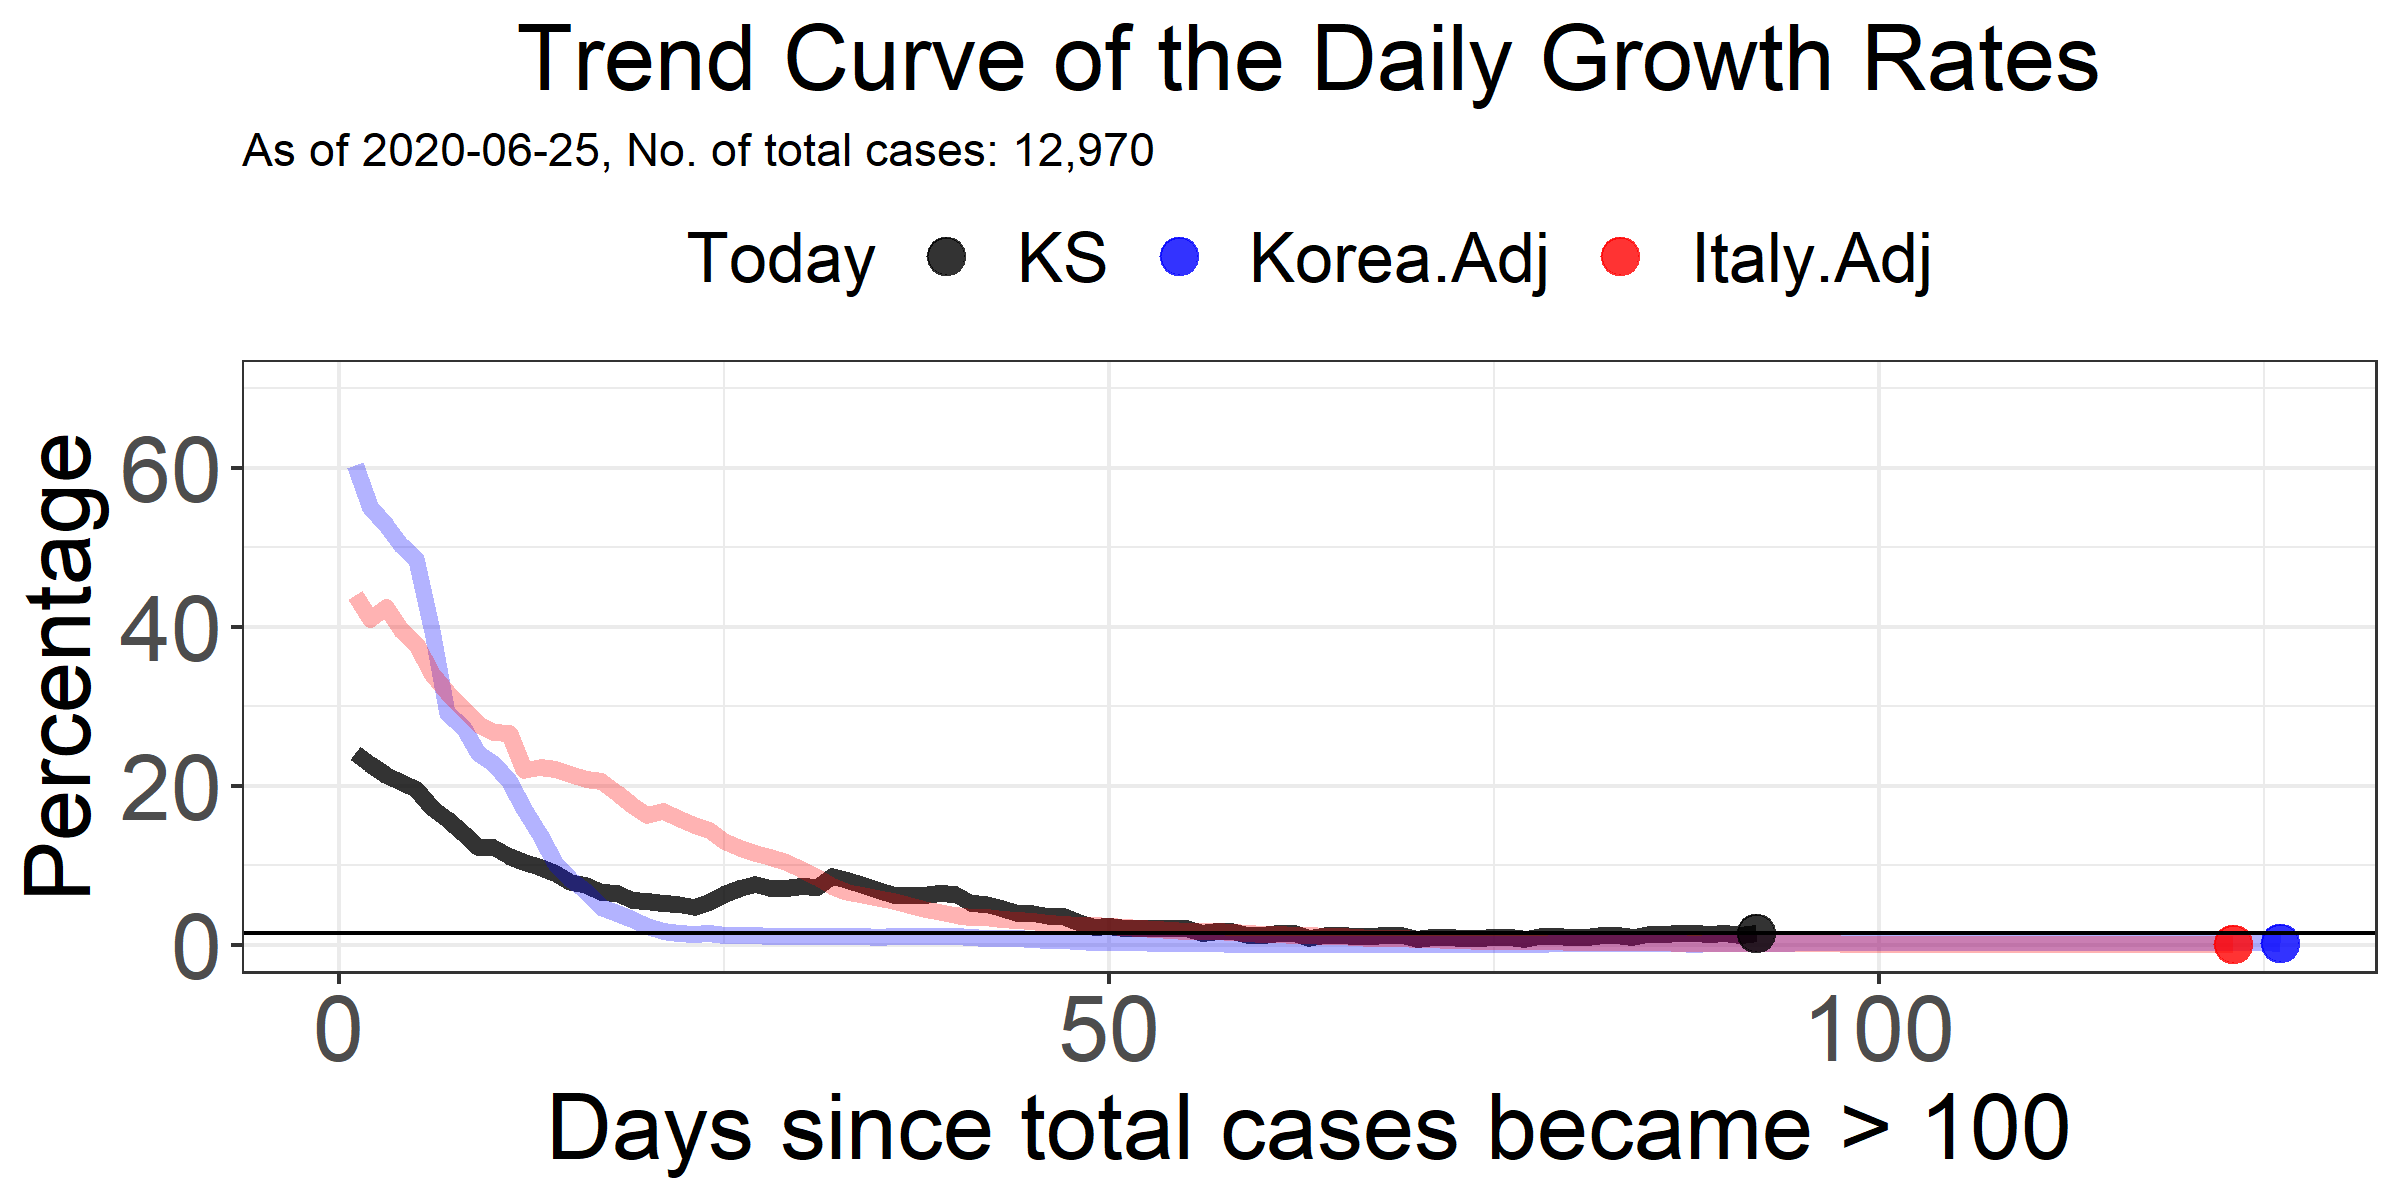 Trend Curve of the Daily Growth Rates
As of 2020-06-25, No. of total cases: 12,970
Today KS Korea.Adj Italy.Adj
Percentage
60
40
20
0
0 50 100
Days since total cases became > 100